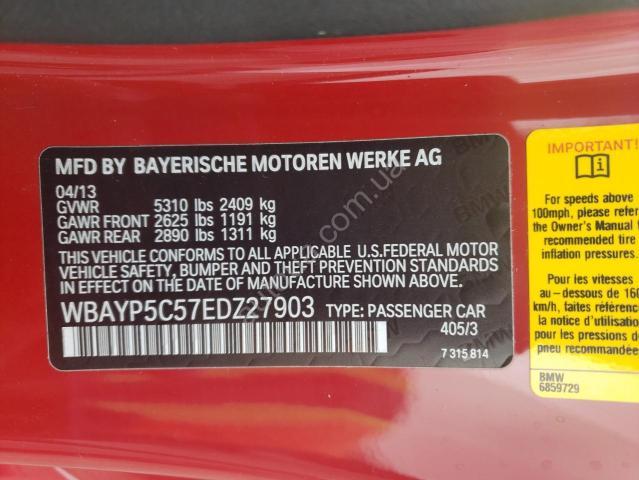 MFD BY BAYERISCHE MOTOREN WERKE AG
04/13
GVWR 5310 lbs 2409 kg
GAWR FRONT 2625 lbs 1191 kg
GAWR REAR 2890 lbs 1311 kg
THIS VEHICLE CONFORMS TO ALL APPLICABLE U.S.FEDERAL MOTOR
VEHICLE SAFETY, BUMPER AND THEFT PREVENTION STANDARDS
IN EFFECT ON THE DATE OF MANUFACTURE SHOWN ABOVE.
WBAYP5C57EDZ27903 TYPE: PASSENGER CAR
405/3
7 315 814
IMPORTANT!
For speeds above
100mph, please refer
the Owner's Manual
recommended tire
inflation pressures.
Pour les vitesses
au-dessous de 160
km/h, faites
la notice d'utilis
les pressions de
pneu recommandée
BMW
6859729